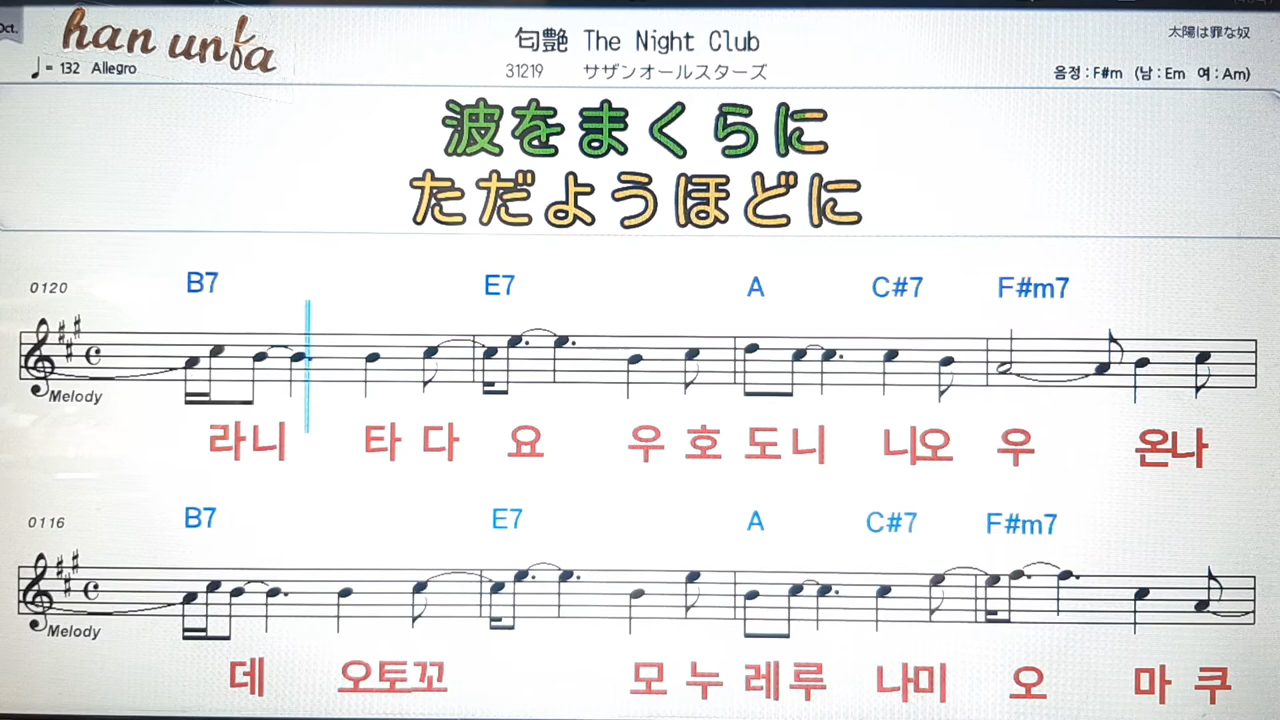 Oct.
han unfa
♩= 132 Allegro
匂艶 The Night Club
31219 サザンオールスターズ
太陽は罪な奴
음정 : F#m (남 : Em 여 : Am)
波をまくらに
ただようほどに
0120 B7 E7 A C#7 F#m7
Melody
라니 타 다 요 우 호 도니 니오 우 온나
0116 B7 E7 A C#7 F#m7
Melody
데 오토꼬 모 누 레루 나미 오 마 쿠